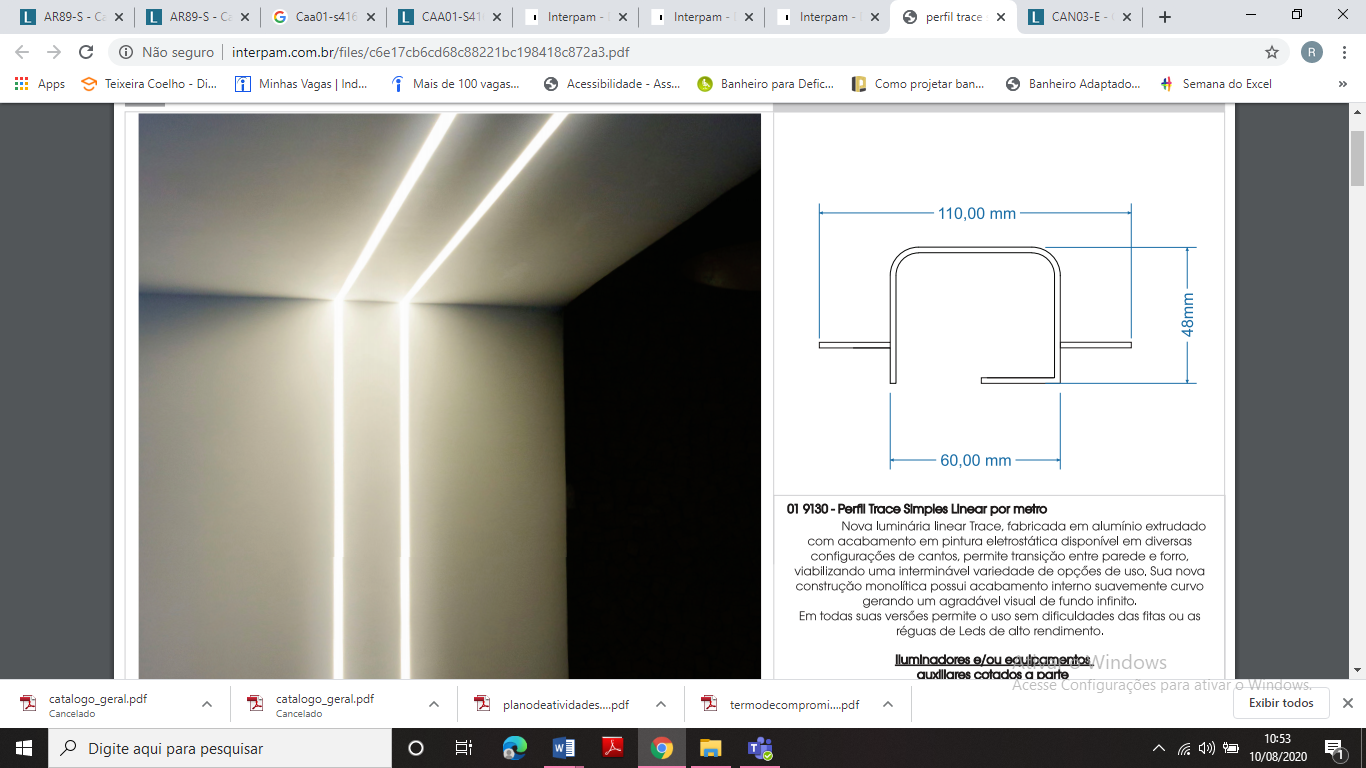 AR89-S - Ca
AR89-S - Ca
Caa01-s416
CAA01-S416
Interpam -
Interpam -
Interpam -
perfil trace
CAN03-E -
Não seguro
interpam.com.br/files/c6e17cb6cd68c88221bc198418c872a3.pdf
R
Apps
Teixeira Coelho - Di...
Minhas Vagas | Ind...
Mais de 100 vagas...
Acessibilidade - Ass...
Banheiro para Defic...
Como projetar ban...
Banheiro Adaptado...
Semana do Excel
»
110,00 mm
48mm
60,00 mm
01 9130 - Perfil Trace Simples Linear por metro
Nova luminária linear Trace, fabricada em alumínio extrudado
com acabamento em pintura eletrostática disponível em diversas
configurações de cantos, permite transição entre parede e forro,
viabilizando uma interminável variedade de opções de uso. Sua nova
construção monolítica possui acabamento interno suavemente curvo
gerando um agradável visual de fundo infinito.
Em todas suas versões permite o uso sem dificuldades das fitas ou as
réguas de Leds de alto rendimento.
Iluminadores e/ou equipamentos
auxiliares cotados a parte
Ativar o Windows
Acesse Configurações para ativar o Windows.
catalogo_geral.pdf
Cancelado
catalogo_geral.pdf
Cancelado
planodeatividades....pdf
termodecompromi....pdf
Exibir todos
Digite aqui para pesquisar
10:53
10/08/2020
1